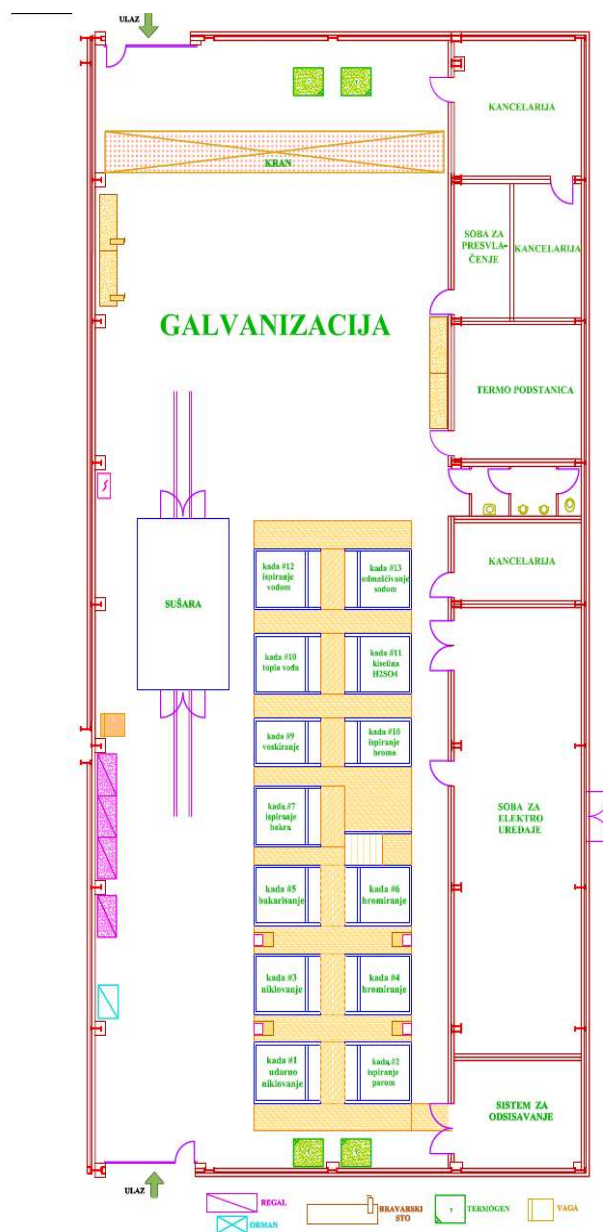 ULAZ
KANCELARIJA
KRAN
SOBA ZA
PRESVLA-
ČENJE
KANCELARIJA
GALVANIZACIJA
TERMO PODSTANICA
KANCELARIJA
SUŠARA
kada #12
ispiranje
vodom
kada #13
odmašćivanje
sodom
kada #10
topla voda
kada #11
kiselina
H2SO4
kada #9
voskiranje
kada #10
ispiranje
hroma
kada #7
ispiranje
bakra
SOBA ZA
ELEKTRO
UREĐAJE
kada #5
bakarisanje
kada #6
hromiranje
kada #3
niklovanje
kada #4
hromiranje
kada #1
udarno
niklovanje
kada #2
ispiranje
parom
SISTEM ZA
ODSISAVANJE
ULAZ
REGAL
ORMAN
BRAVARSKI
STO
T
TERMOGEN
VAGA